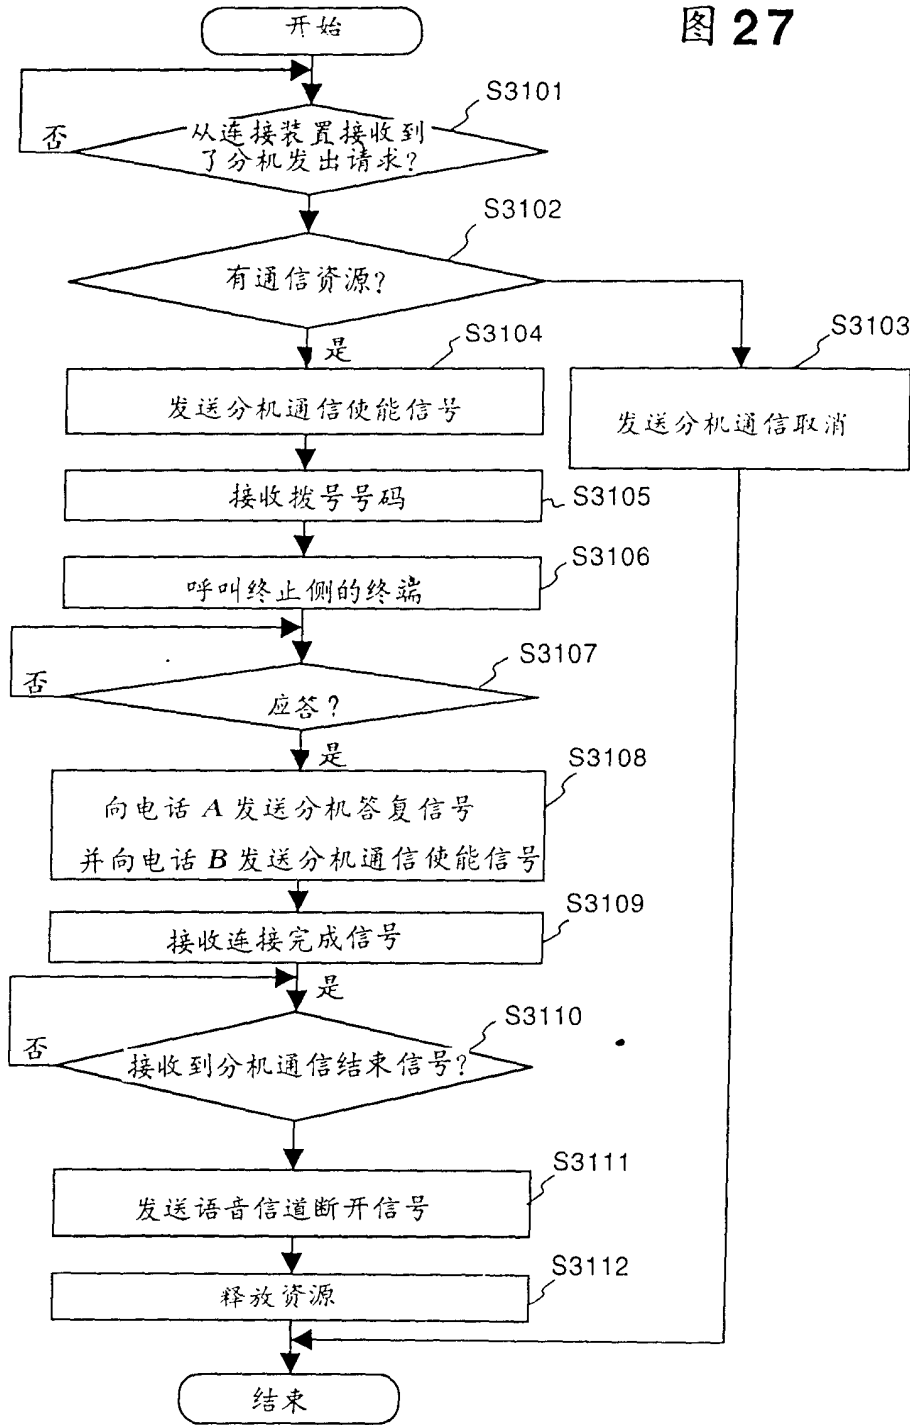 图 27
开始
S3101
否
从连接装置接收到
了分机发出请求?
S3102
有通信资源?
是
S3104
S3103
发送分机通信使能信号
发送分机通信取消
接收拨号号码
S3105
S3106
呼叫终止侧的终端
S3107
否
应答?
是
S3108
向电话 A 发送分机答复信号
并向电话 B 发送分机通信使能信号
S3109
接收连接完成信号
是
S3110
否
接收到分机通信结束信号?
S3111
发送语音信道断开信号
S3112
释放资源
结束